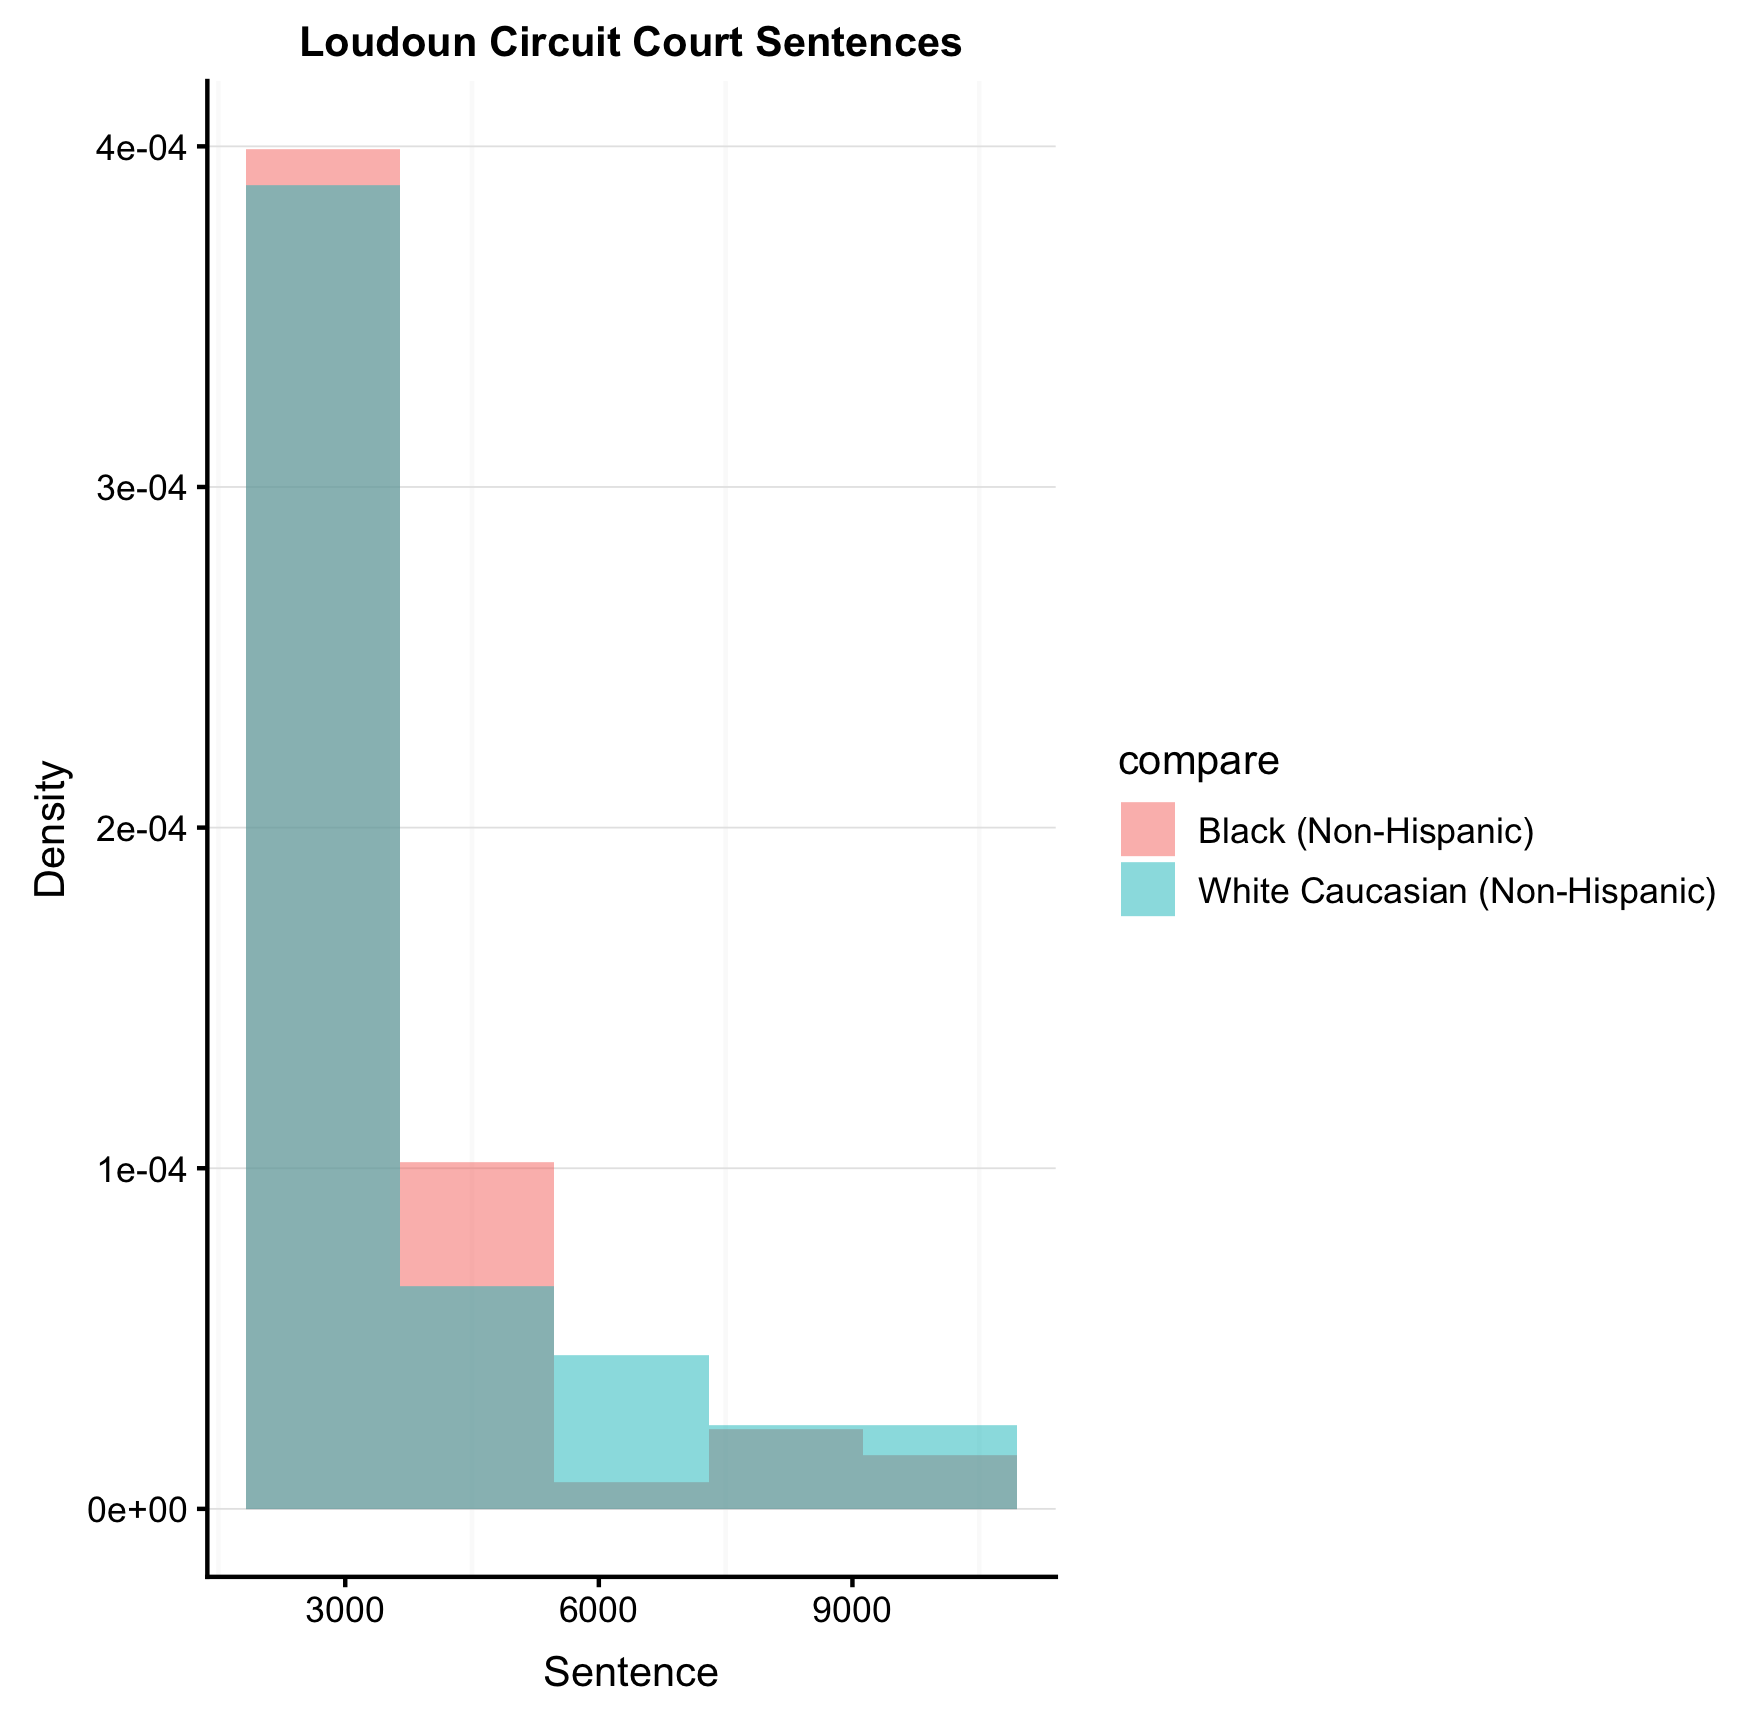 Loudoun Circuit Court Sentences
4e-04
3e-04
2e-04
1e-04
0e+00
Density
3000 6000 9000
Sentence
compare
Black (Non-Hispanic)
White Caucasian (Non-Hispanic)